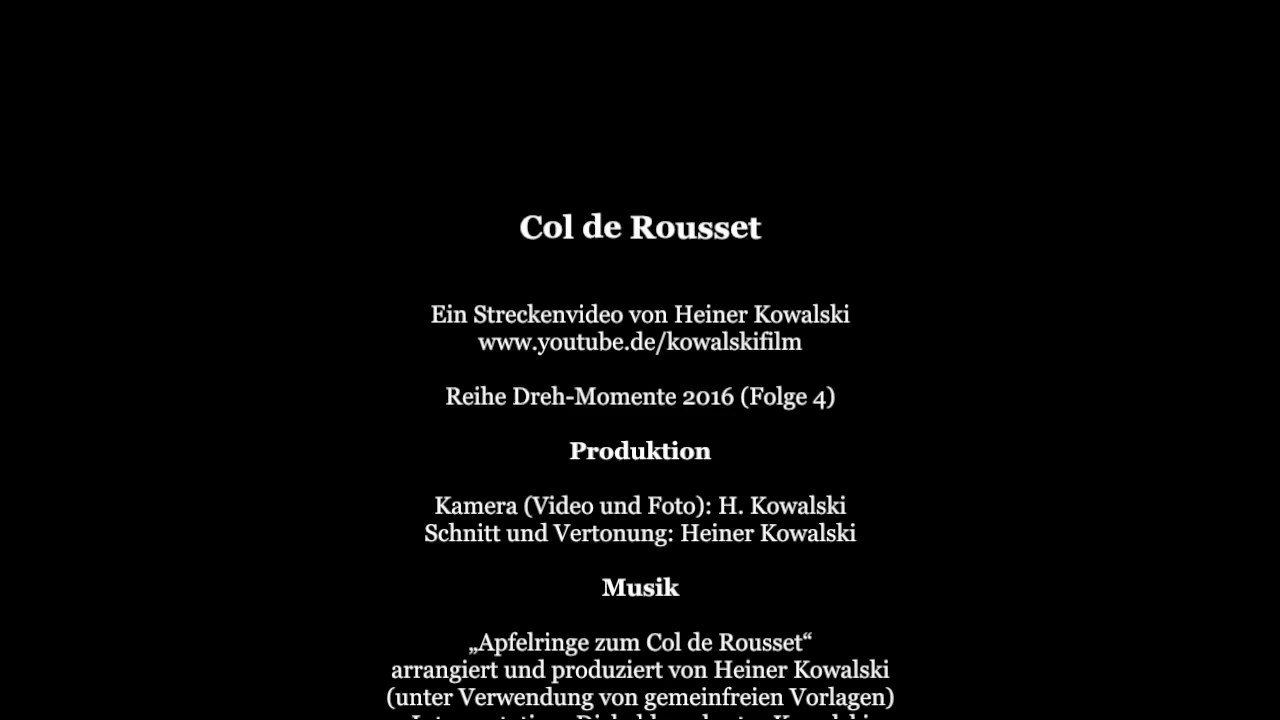 Col de Rousset
Ein Streckenvideo von Heiner Kowalski
www.youtube.de/kowalskifilm
Reihe Dreh-Momente 2016 (Folge 4)
Produktion
Kamera (Video und Foto): H. Kowalski
Schnitt und Vertonung: Heiner Kowalski
Musik
„Apfelringe zum Col de Rousset“
arrangiert und produziert von Heiner Kowalski
(unter Verwendung von gemeinfreien Vorlagen)